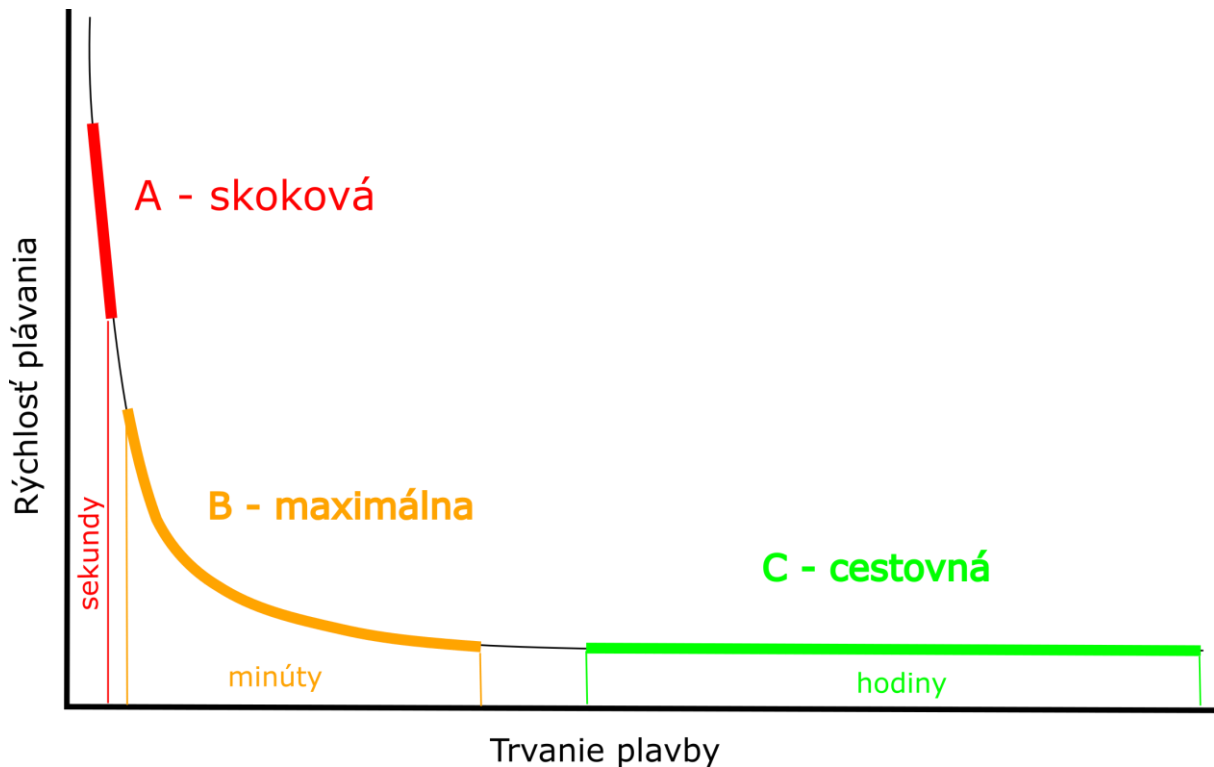 A - skoková
Rýchlosť plávania
B - maximálna
sekundy
C - cestovná
minúty
hodiny
Trvanie plavby